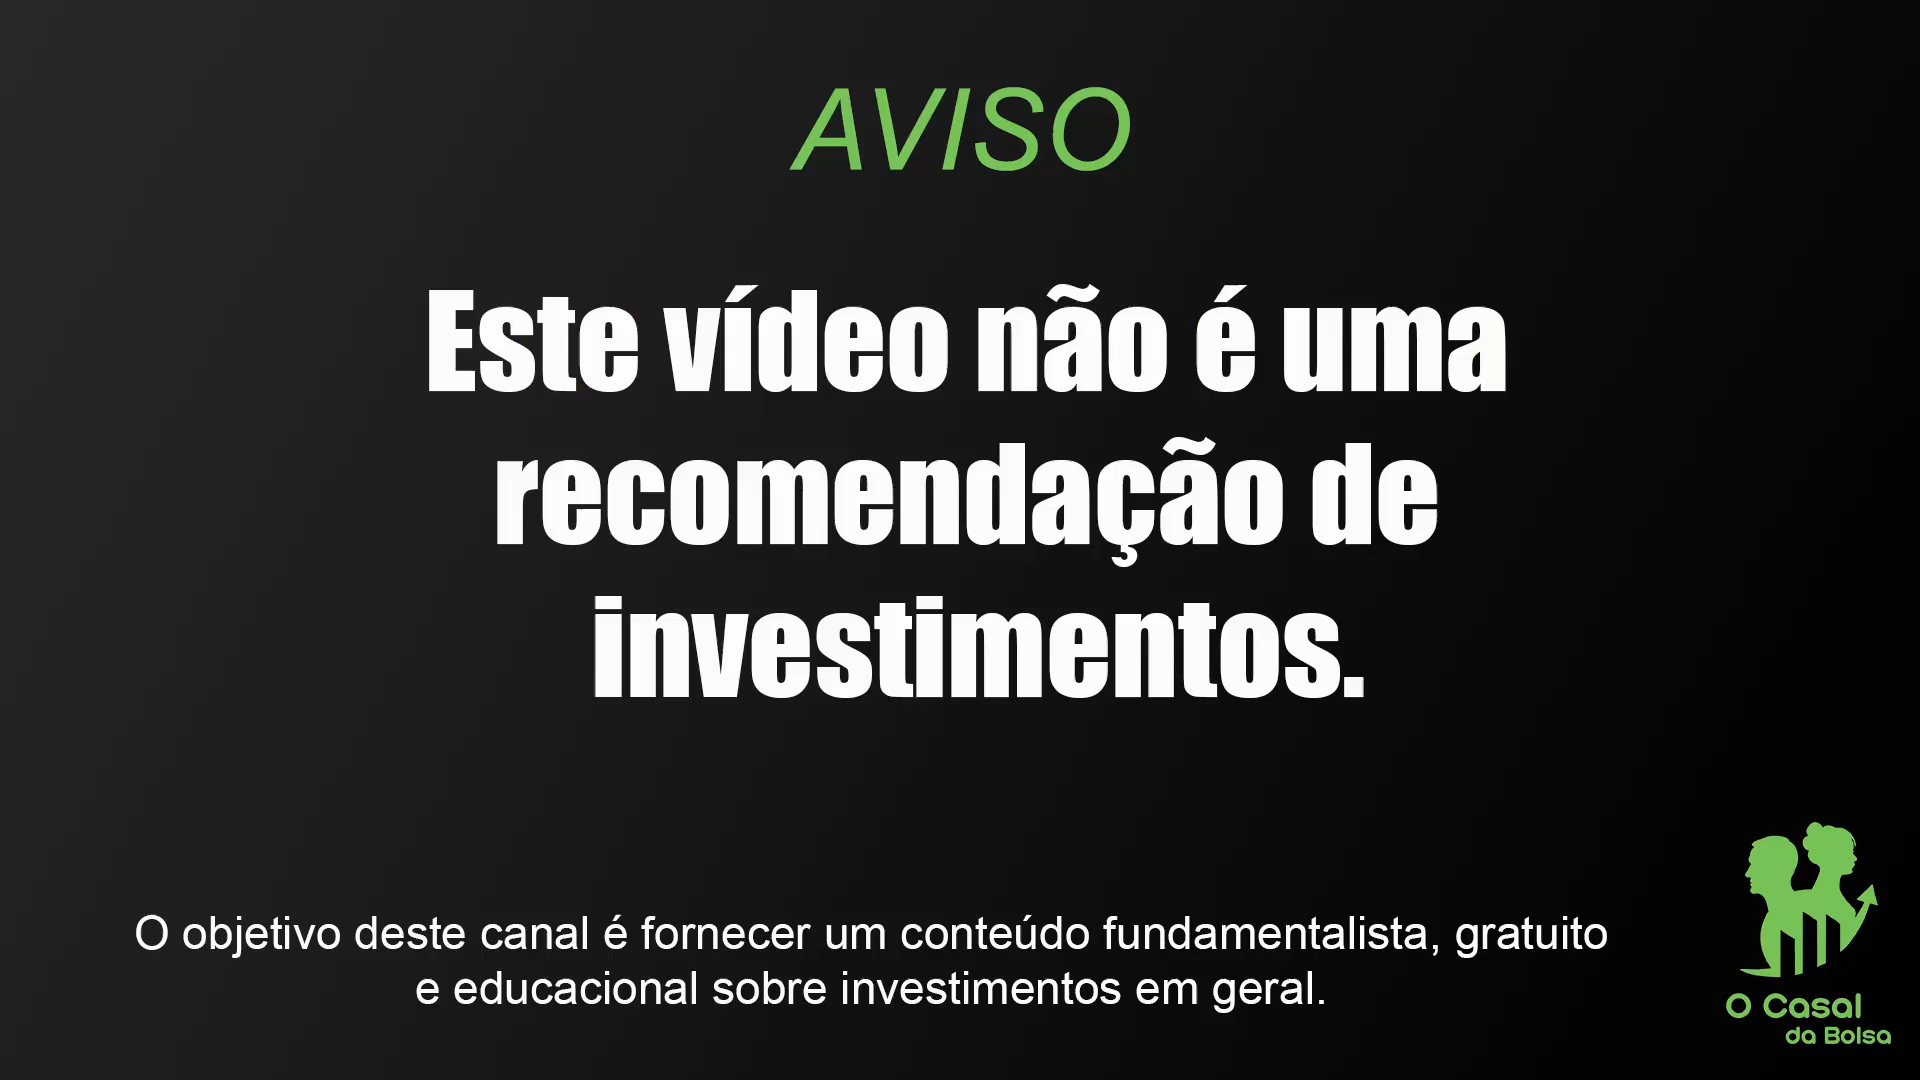 AVISO
Este vídeo não é uma
recomendação de
investimentos.
O objetivo deste canal é fornecer um conteúdo fundamentalista, gratuito
e educacional sobre investimentos em geral.
O Casal
da Bolsa